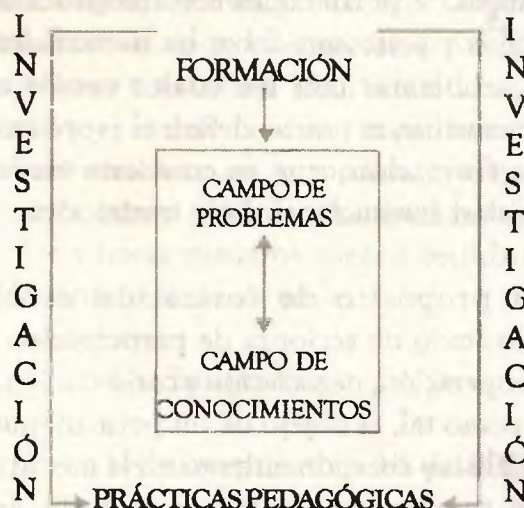 INVESTIGACIÓN
FORMACIÓN
CAMPO DE
PROBLEMAS
CAMPO DE
CONOCIMIENTOS
PRÁCTICAS PEDAGÓGICAS
INVESTIGACIÓN